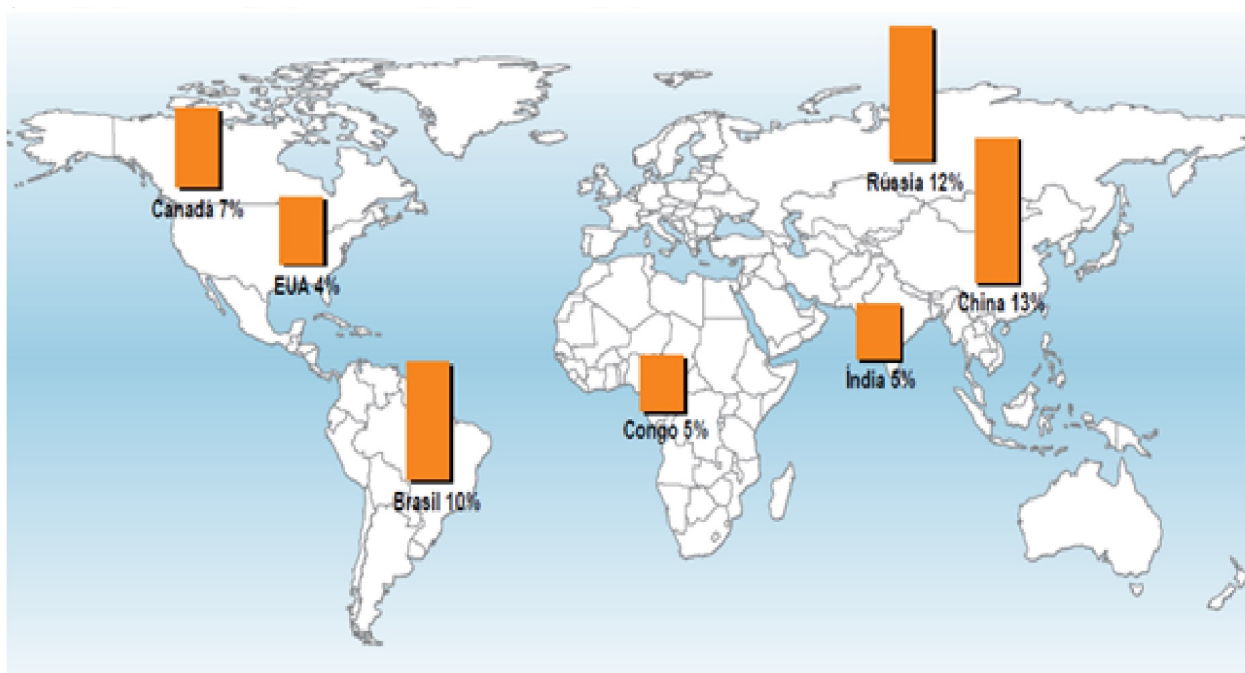 Canadá 7%
EUA 4%
Brasil 10%
Congo 5%
Rússia 12%
China 13%
Índia 5%